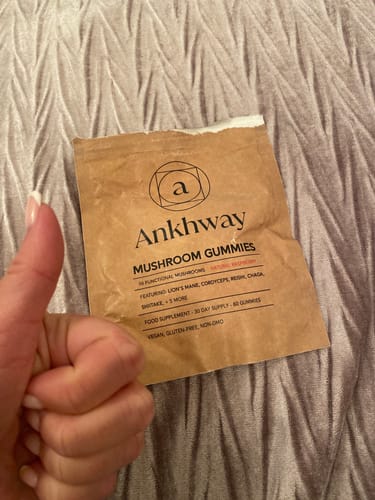 a
Ankhway
MUSHROOM GUMMIES
10 FUNCTIONAL MUSHROOMS NATURAL RASPBERRY
FEATURING: LION'S MANE, CORDYCEPS, REISHI, CHAGA,
SHIITAKE, + 5 MORE
FOOD SUPPLEMENT - 30 DAY SUPPLY - 60 GUMMIES
VEGAN, GLUTEN-FREE, NON-GMO